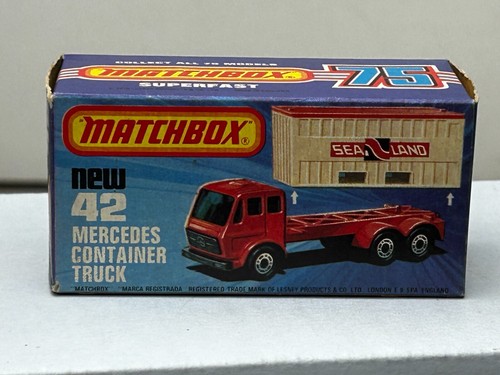 COLLECT ALL 75 MODELS
MATCHBOX®
SUPERFAST
75
MATCHBOX®
SEA LAND
new
42
MERCEDES
CONTAINER
TRUCK
MATCHBOX MARCA REGISTRADA REGISTERED TRADE MARK OF LESNEY PRODUCTS & CO. LTD. LONDON E.9. 5PA ENGLAND